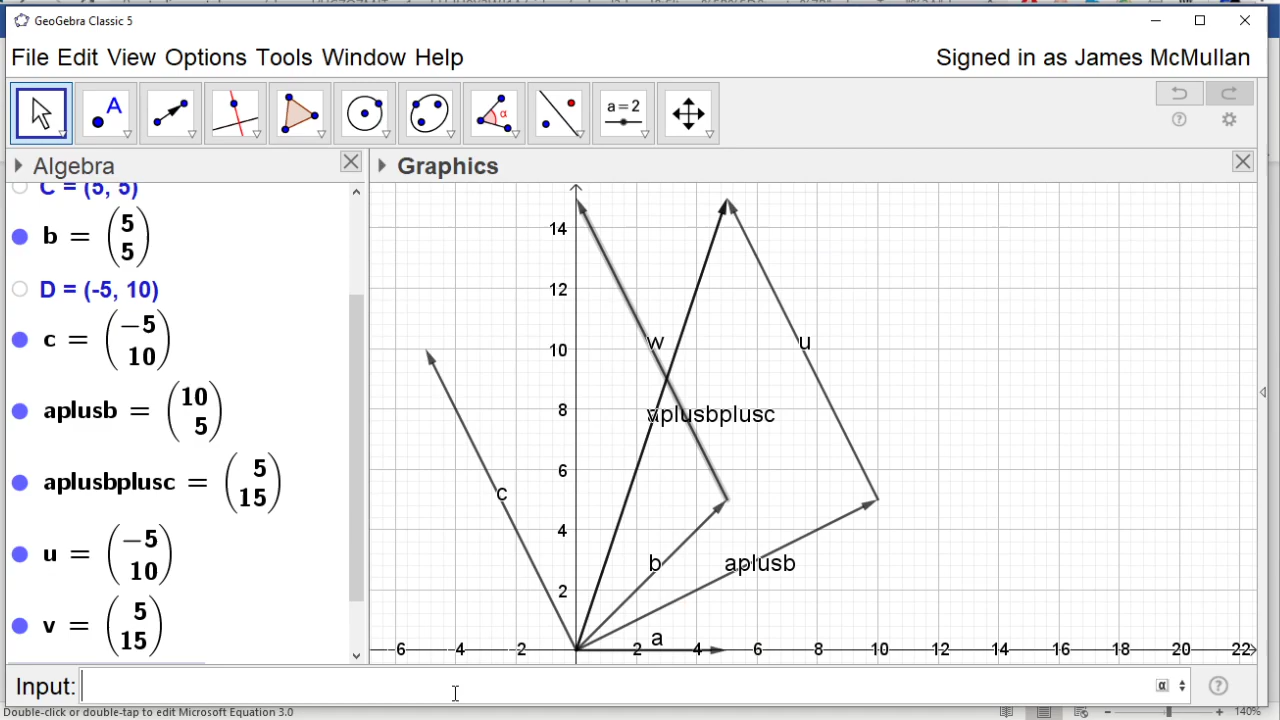 GeoGebra Classic 5
File Edit View Options Tools Window Help
Signed in as James McMullan
A
α
a = 2
Algebra
Graphics
C = (5, 5)
b = (5 5)
D = (-5, 10)
c = (−5 10)
aplusb = (10 5)
aplusbplusc = (5 15)
u = (−5 10)
v = (5 15)
14
12
10
8
6
4
2
w
u
aplusbplusc
c
b
aplusb
a
-6 -4 -2 2 4 6 8 10 12 14 16 18 20 22
Input:
α
Double-click or double-tap to edit Microsoft Equation 3.0
140%